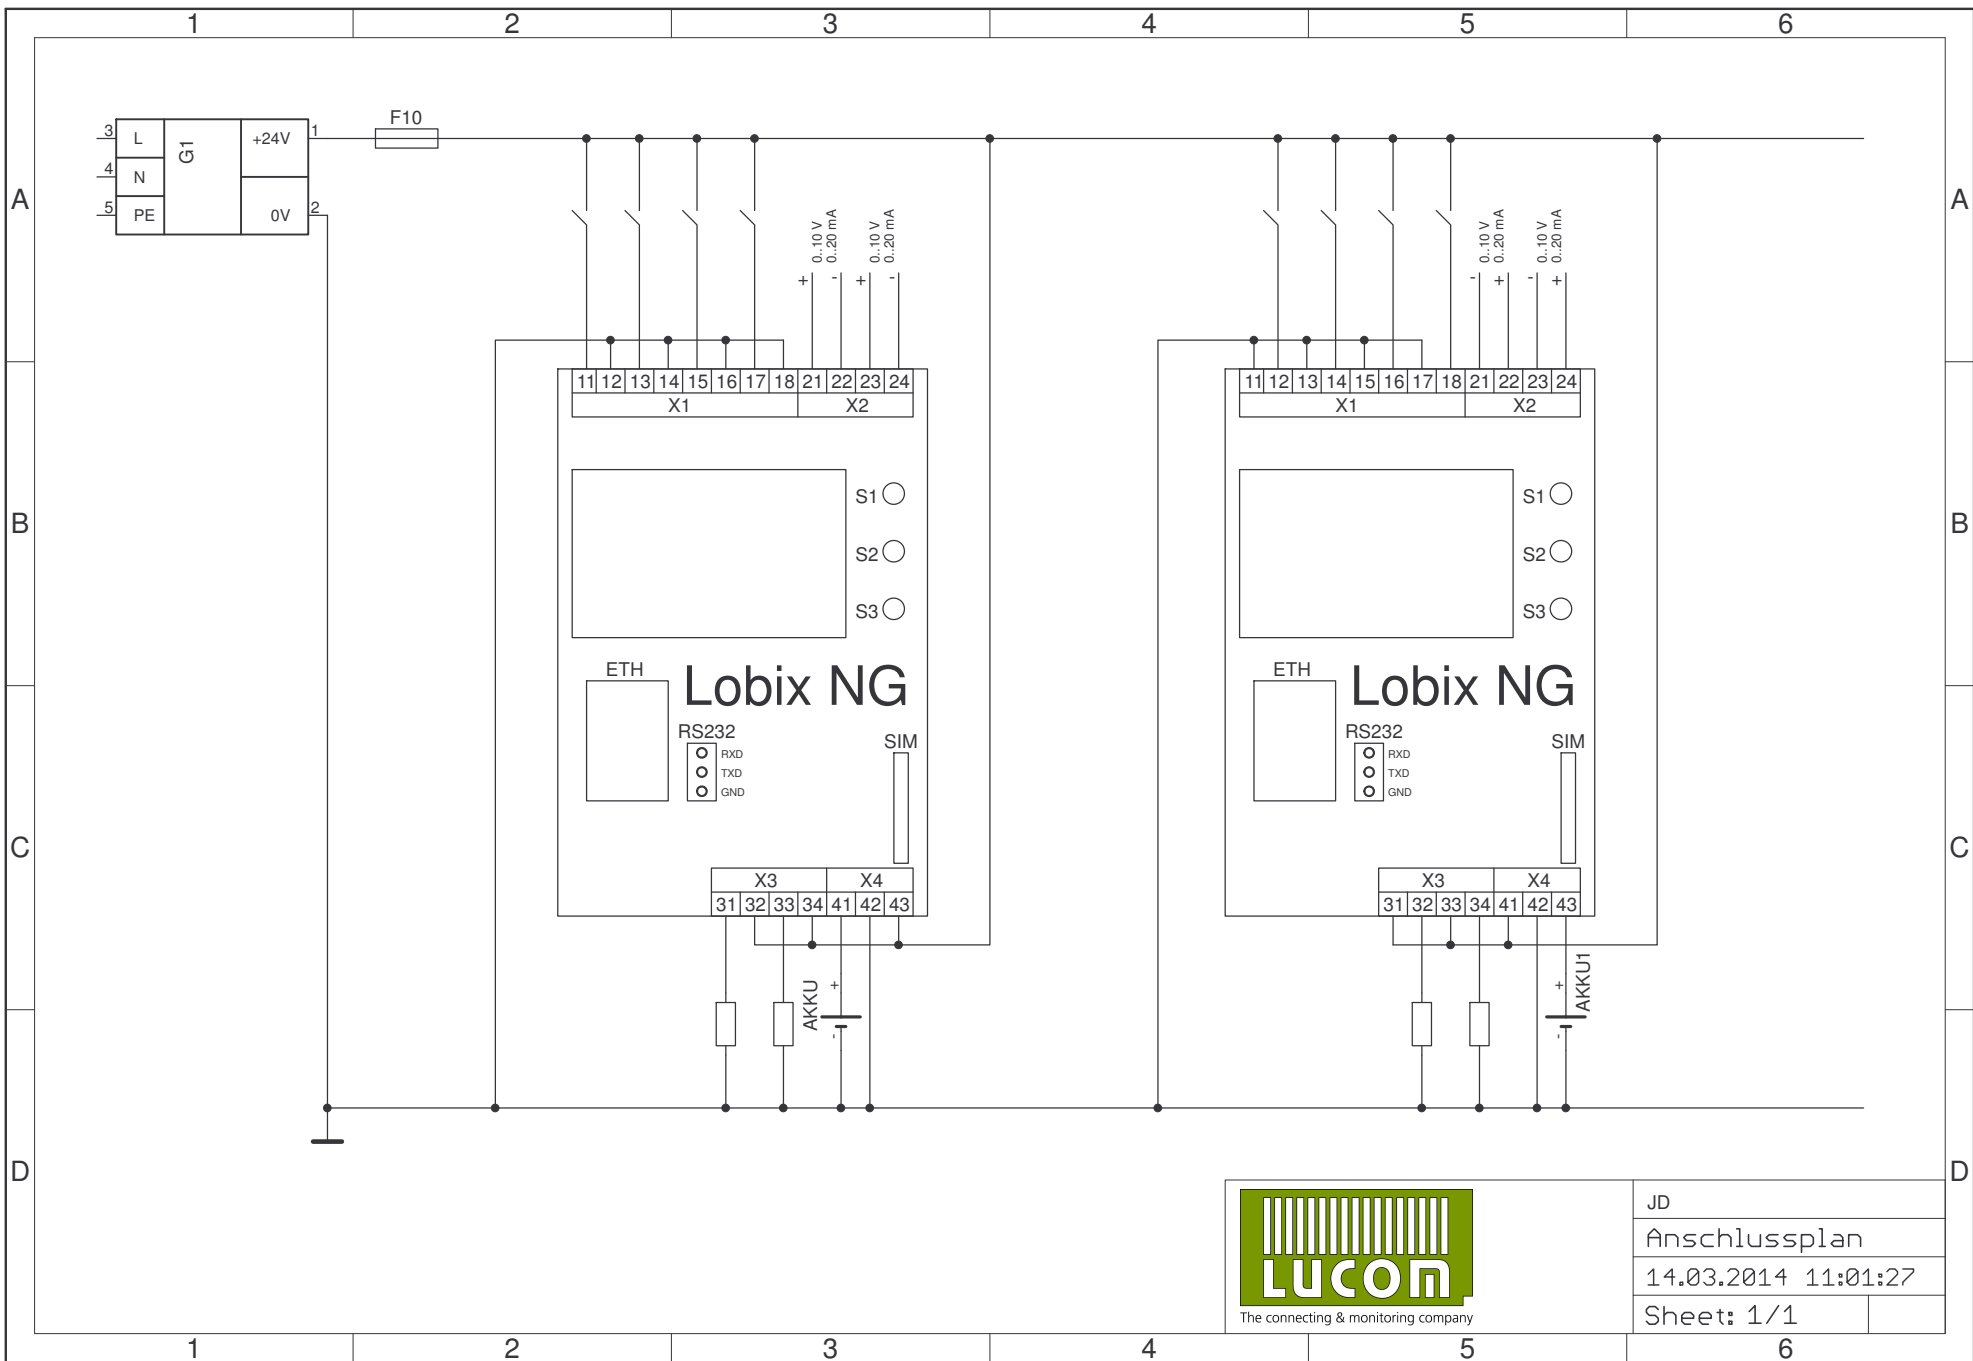 1 2 3 4 5 6
F10
3 L G1 +24V 1
4 N
5 PE 0V 2
A A
0..10 V 0..20 mA 0..10 V 0..20 mA 0..10 V 0..20 mA 0..10 V 0..20 mA
+ - + - - + - +
11 12 13 14 15 16 17 18 21 22 23 24
X1 X2
11 12 13 14 15 16 17 18 21 22 23 24
X1 X2
S1 S1
B B
S2 S2
S3 S3
ETH Lobix NG
ETH Lobix NG
RS232 SIM
RXD
TXD
GND
RS232 SIM
RXD
TXD
GND
C C
X3 X4
31 32 33 34 41 42 43
X3 X4
31 32 33 34 41 42 43
AKKU + -
AKKU1 + -
D D
LUCOM
The connecting & monitoring company
JD
Anschlussplan
14.03.2014 11:01:27
Sheet: 1/1
1 2 3 4 5 6